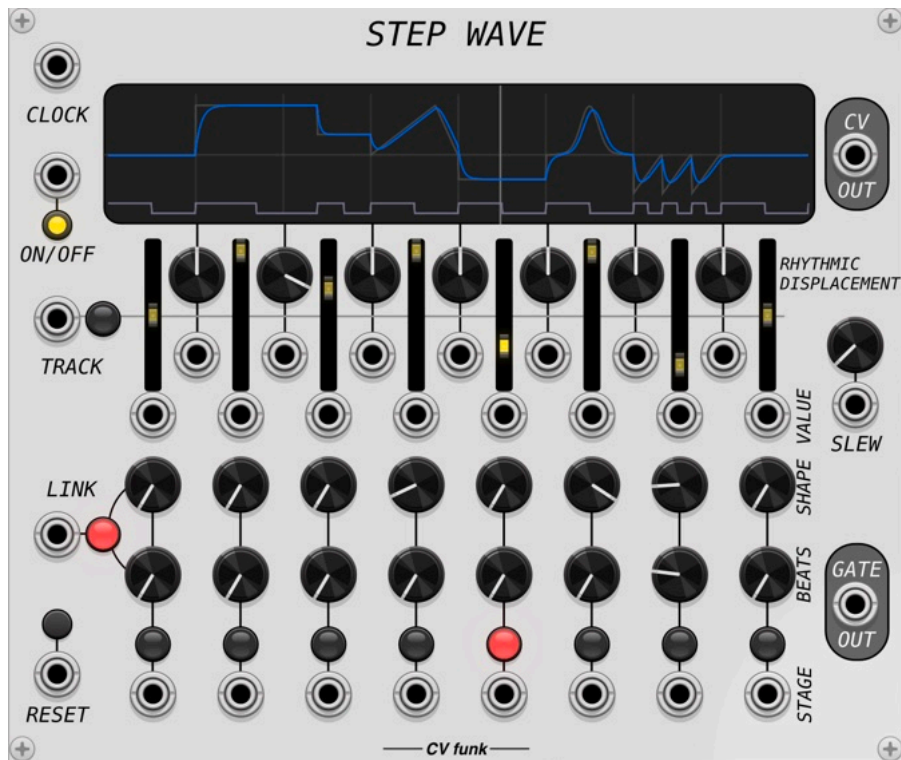 STEP WAVE
CLOCK
CV
OUT
ON/OFF
RHYTHMIC
DISPLACEMENT
TRACK
VALUE
SLEW
LINK
SHAPE
BEATS
GATE
OUT
RESET
STAGE
CV funk